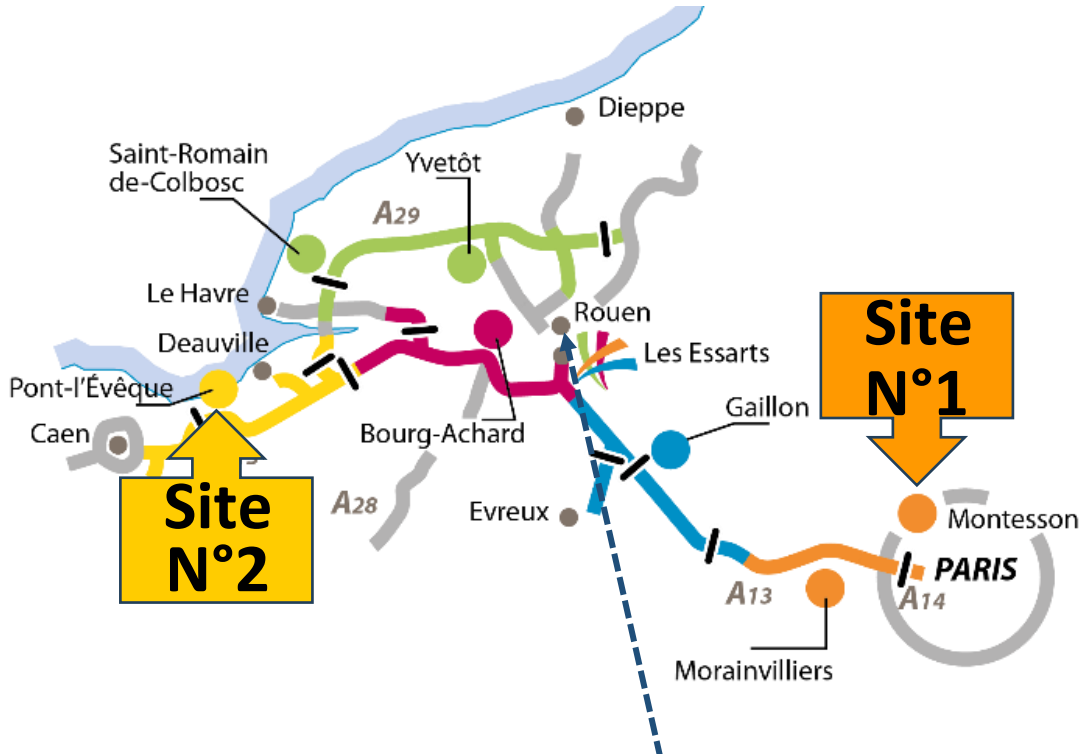 Dieppe
Saint-Romain
de-Colbosc
Yvetôt
A29
Le Havre
Rouen
Deauville
Les Essarts
Site
N°1
Pont-l'Évêque
Gaillon
Caen
Bourg-Achard
Site
N°2
A28
Evreux
Montesson
PARIS
A13
A14
Morainvilliers